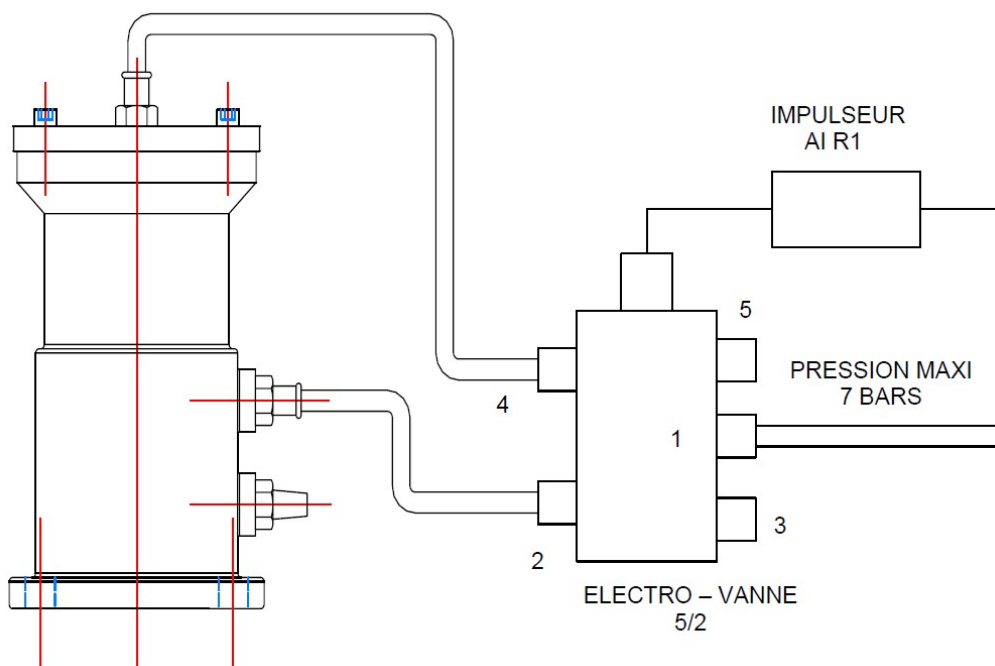 IMPULSEUR
AI R1
5
PRESSION MAXI
7 BARS
4
1
3
2
ELECTRO – VANNE
5/2